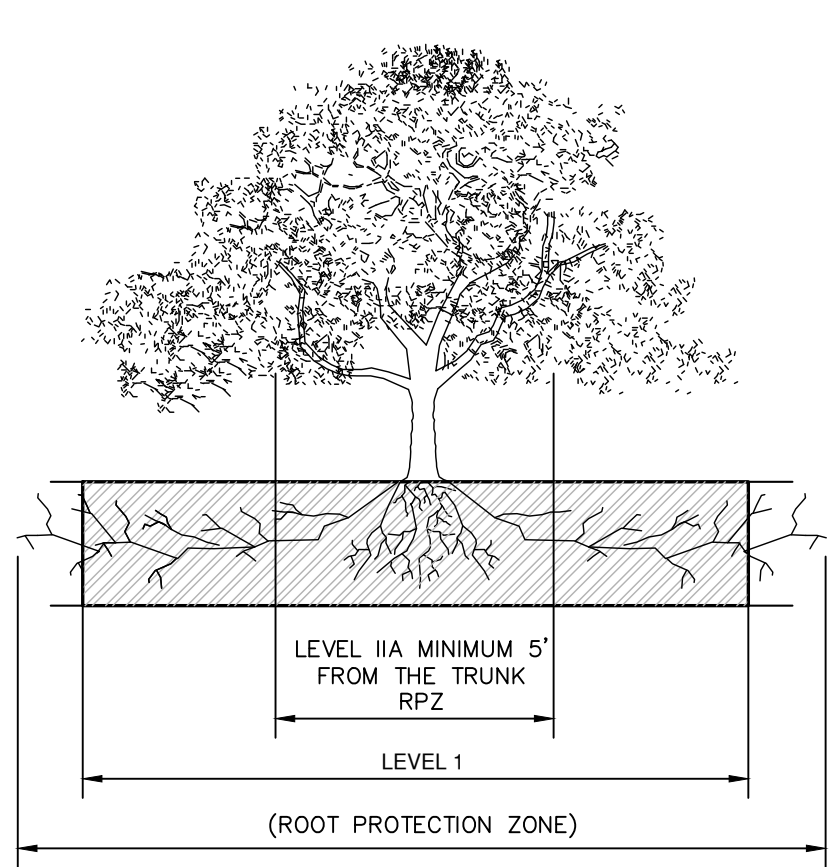 LEVEL IIA MINIMUM 5'
FROM THE TRUNK
RPZ
LEVEL 1
(ROOT PROTECTION ZONE)